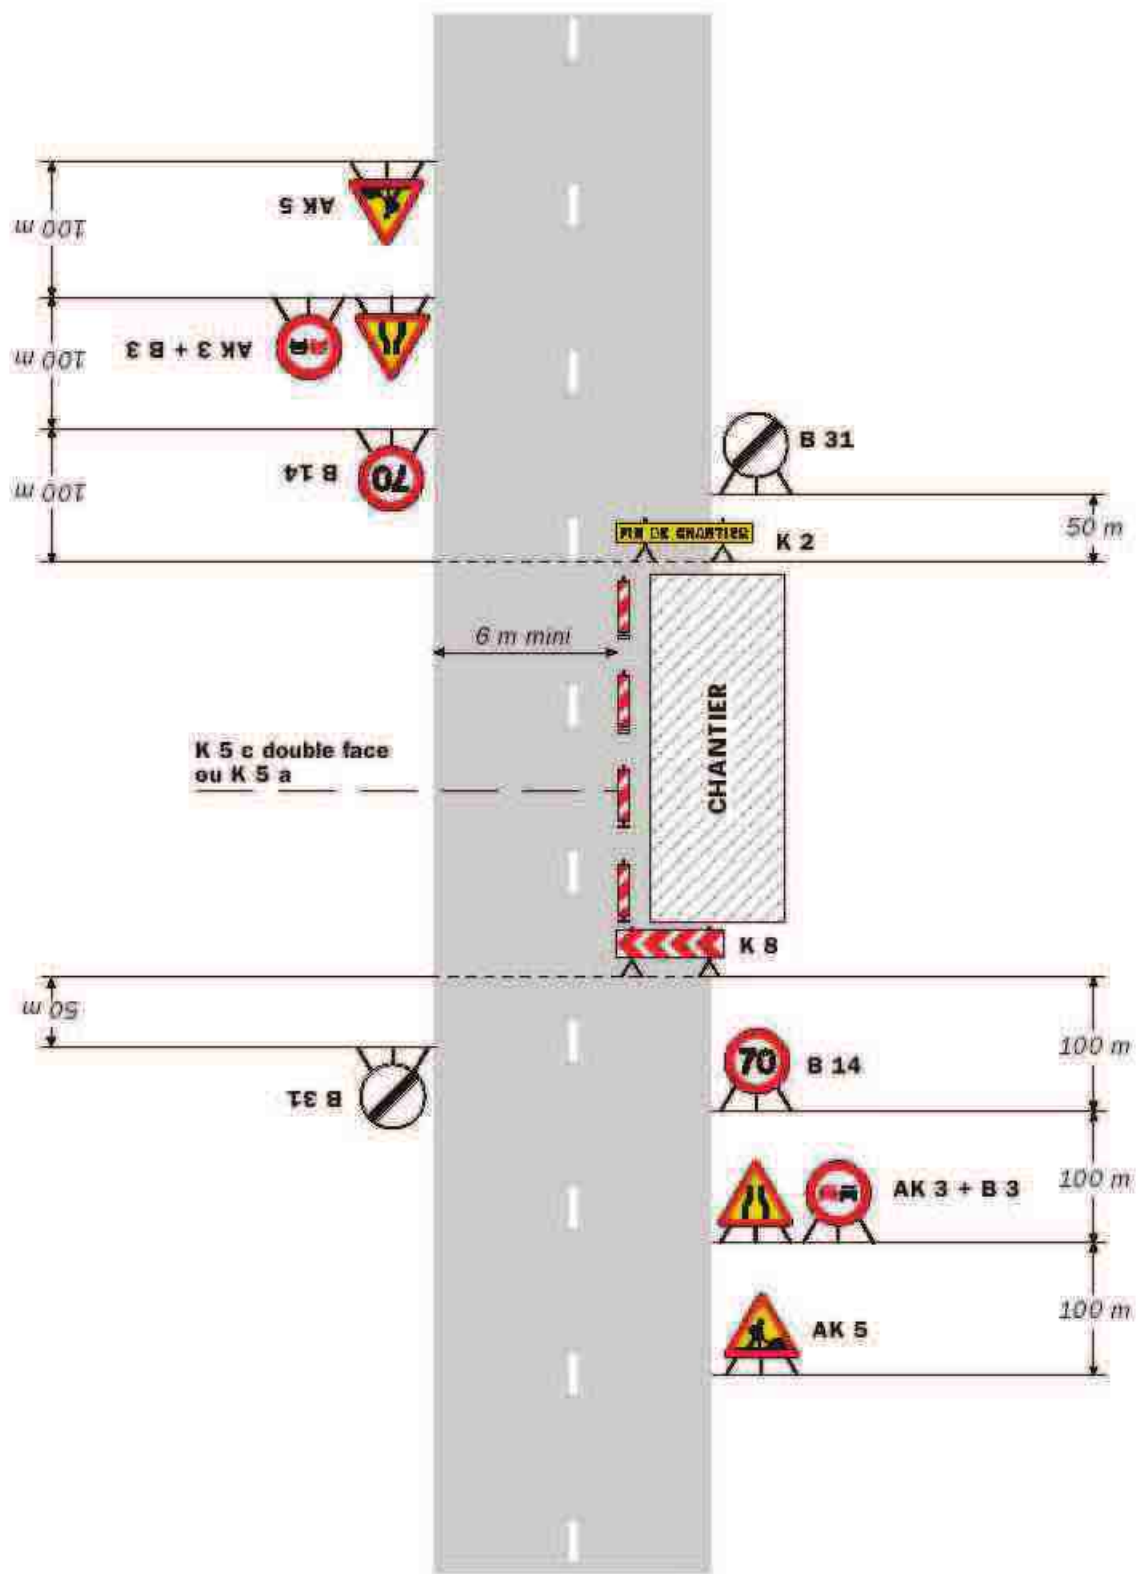 AK 5
100 m
AK 3 + B 3
100 m
B 14
70
100 m
B 31
50 m
FIN DE CHANTIER
K 2
6 m mini
K 5 c double face
ou K 5 a
CHANTIER
K 8
50 m
B 31
70
B 14
100 m
AK 3 + B 3
100 m
AK 5
100 m